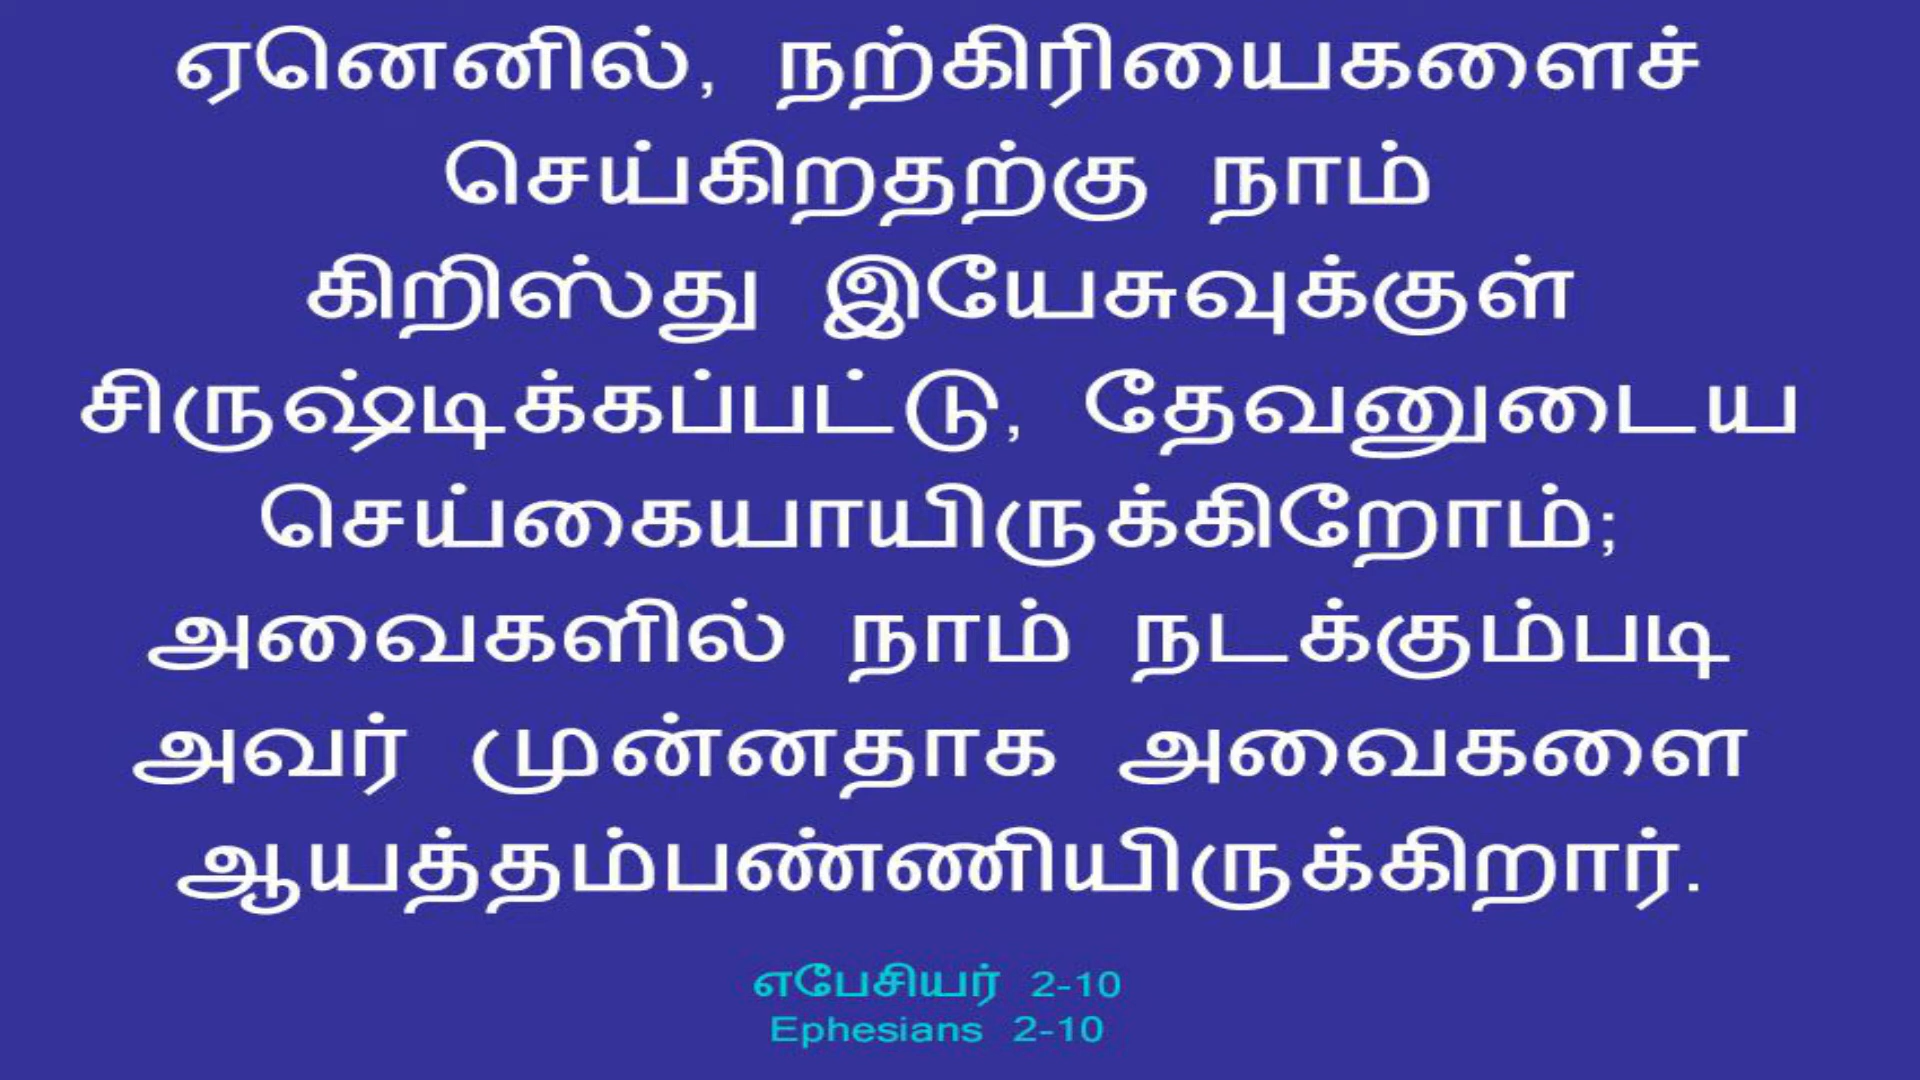 ஏனெனில், நற்கிரியைகளைச்
செய்கிறதற்கு நாம்
கிறிஸ்து இயேசுவுக்குள்
சிருஷ்டிக்கப்பட்டு, தேவனுடைய
செய்கையாயிருக்கிறோம்;
அவைகளில் நாம் நடக்கும்படி
அவர் முன்னதாக அவைகளை
ஆயத்தம்பண்ணியிருக்கிறார்.
எபேசியர் 2-10
Ephesians 2-10